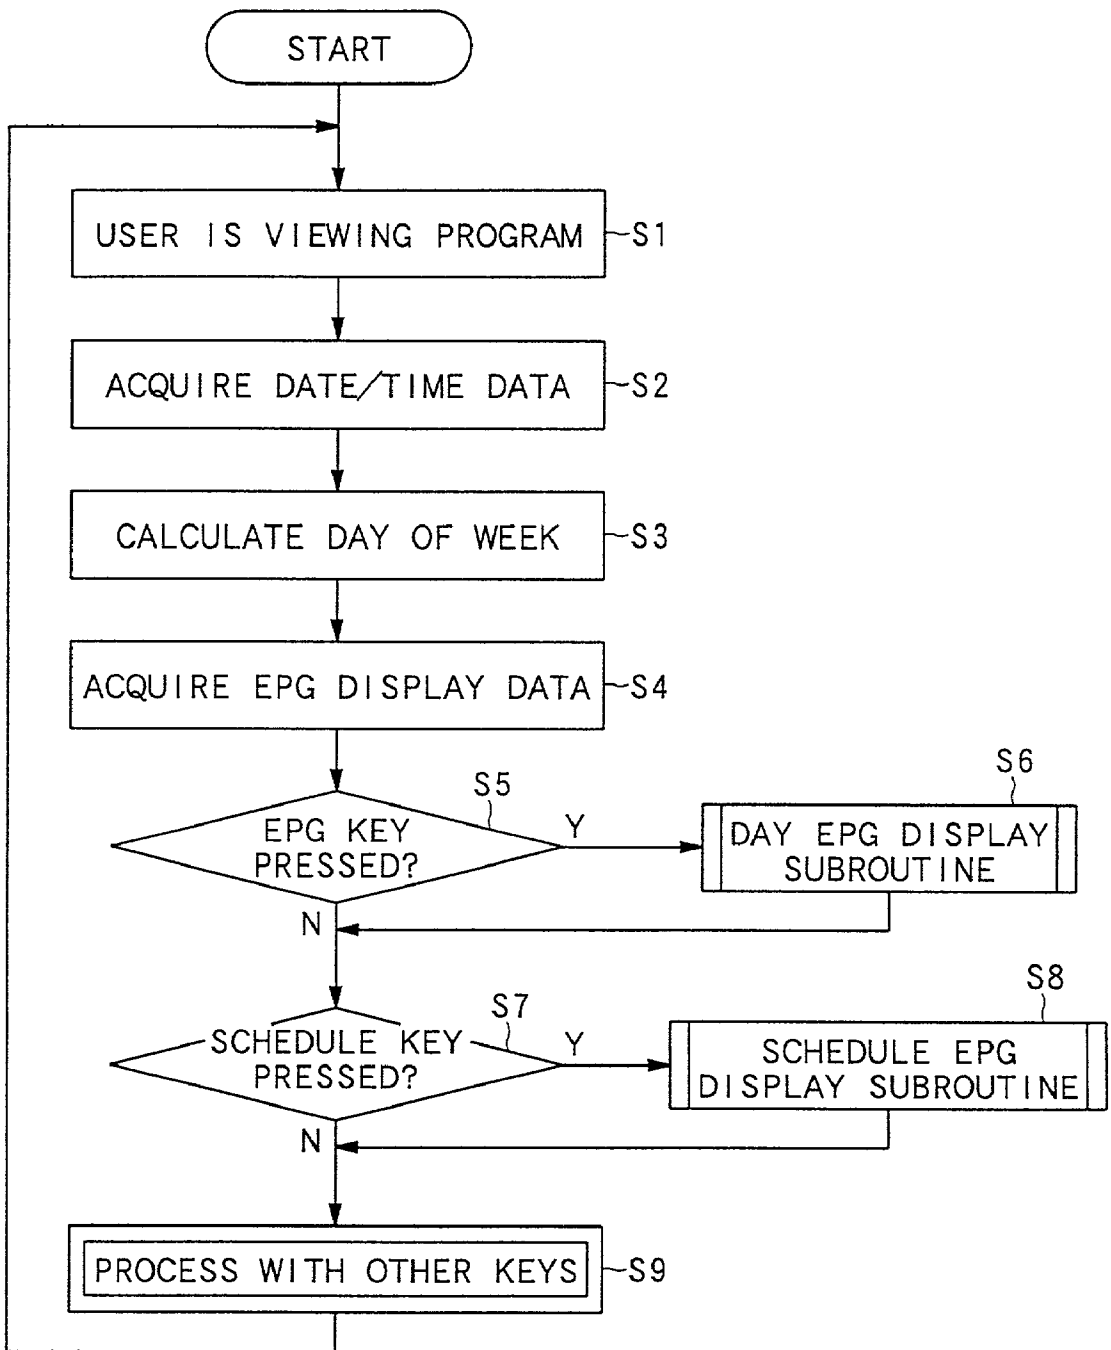 START
USER IS VIEWING PROGRAM
S1
ACQUIRE DATE/TIME DATA
S2
CALCULATE DAY OF WEEK
S3
ACQUIRE EPG DISPLAY DATA
S4
S5
EPG KEY
PRESSED?
Y
N
S6
DAY EPG DISPLAY
SUBROUTINE
S7
SCHEDULE KEY
PRESSED?
Y
N
S8
SCHEDULE EPG
DISPLAY SUBROUTINE
PROCESS WITH OTHER KEYS
S9